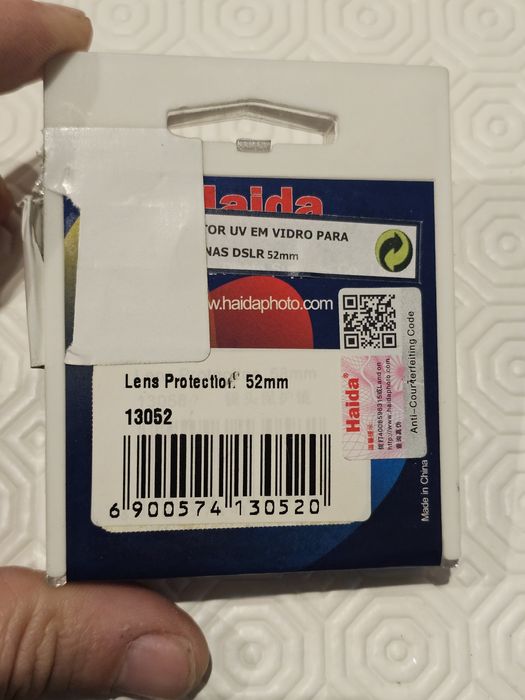 Haida
TOR UV EM VIDRO PARA
NAS DSLR 52mm
w.haidaphoto.com
Lens Protection 52mm
13052
6 900574 130520
Haida®
Anti-Counterfeiting Code
Made in China